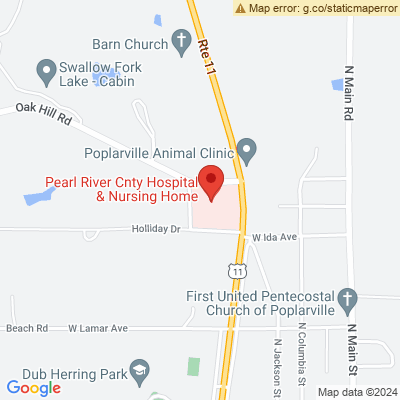 Map error: g.co/staticmaperror
Barn Church
Rte 11
N Main Rd
Swallow Fork
Lake - Cabin
Oak Hill Rd
Poplarville Animal Clinic
Pearl River Cnty Hospital
& Nursing Home
Holliday Dr
W Ida Ave
11
First United Pentecostal
Church of Poplarville
Beach Rd
W Lamar Ave
N Jackson St
N Columbia St
N Main St
Dub Herring Park
Google
Map data ©2024